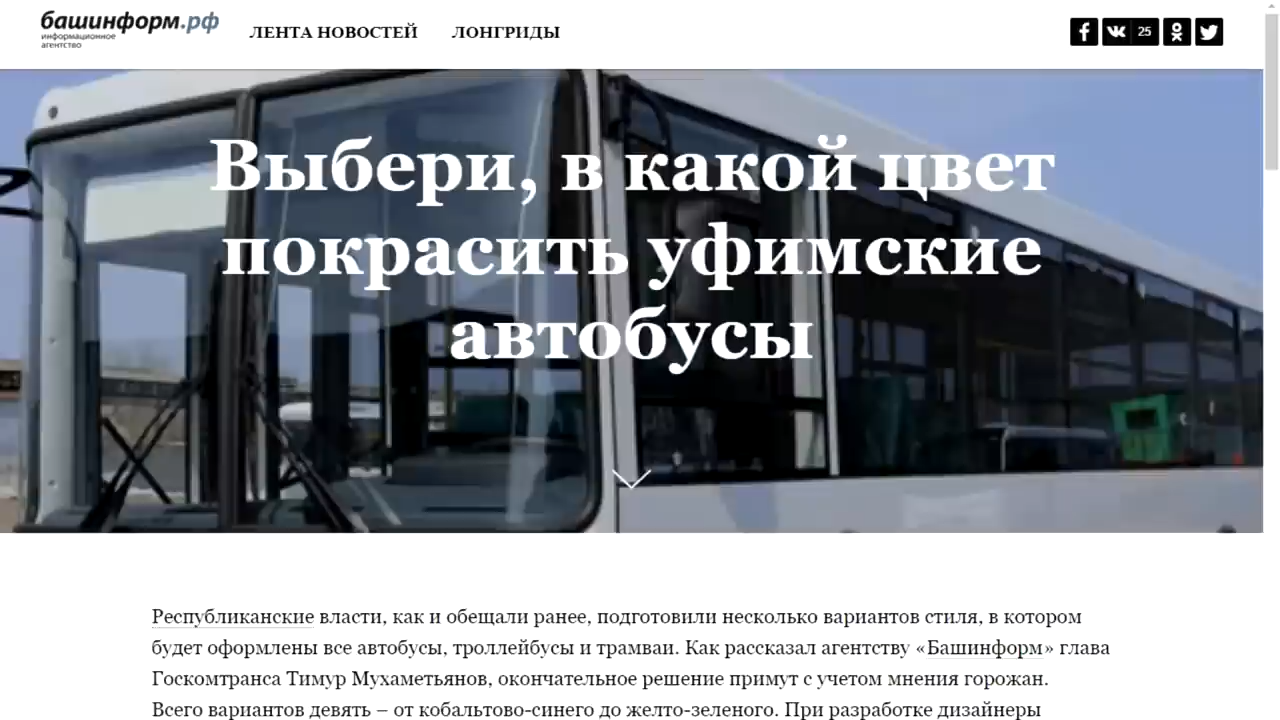 башинформ.рф
информационное
агентство
ЛЕНТА НОВОСТЕЙ
ЛОНГРИДЫ
25
Выбери, в какой цвет
покрасить уфимские
автобусы
Республиканские власти, как и обещали ранее, подготовили несколько вариантов стиля, в котором
будет оформлены все автобусы, троллейбусы и трамваи. Как рассказал агентству «Башинформ» глава
Госкомтранса Тимур Мухаметьянов, окончательное решение примут с учетом мнения горожан.
Всего вариантов девять – от кобальтово-синего до желто-зеленого. При разработке дизайнеры